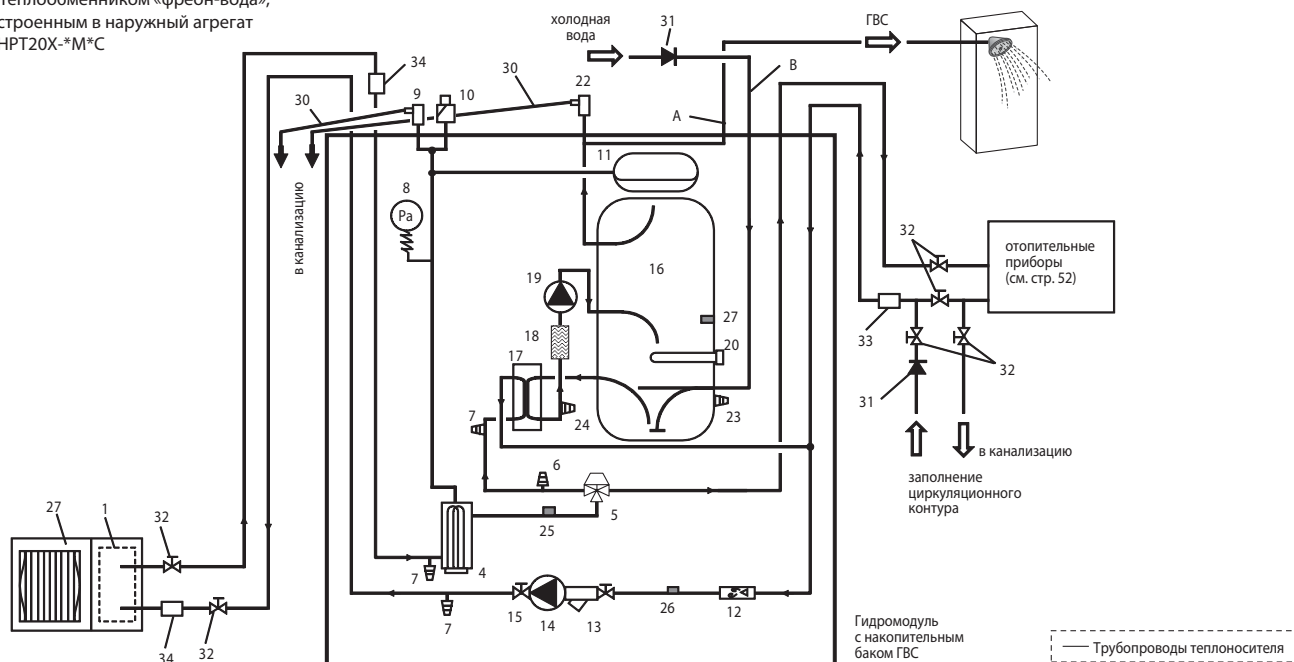 теплообменником «фреон-вода»,
строенным в наружный агрегат
HPT20X-*M*C
холодная
вода
31
ГВС
34
30
9
10
30
22
A
B
11
8
Pa
в канализацию
16
19
18
17
27
20
7
24
23
6
5
25
4
7
7
15
14
13
26
12
32
отопительные
приборы
(см. стр. 52)
33
32
31
в канализацию
заполнение
циркуляционного
контура
27
1
32
34
32
Гидромодуль
с накопительным
баком ГВС
Трубопроводы теплоносителя